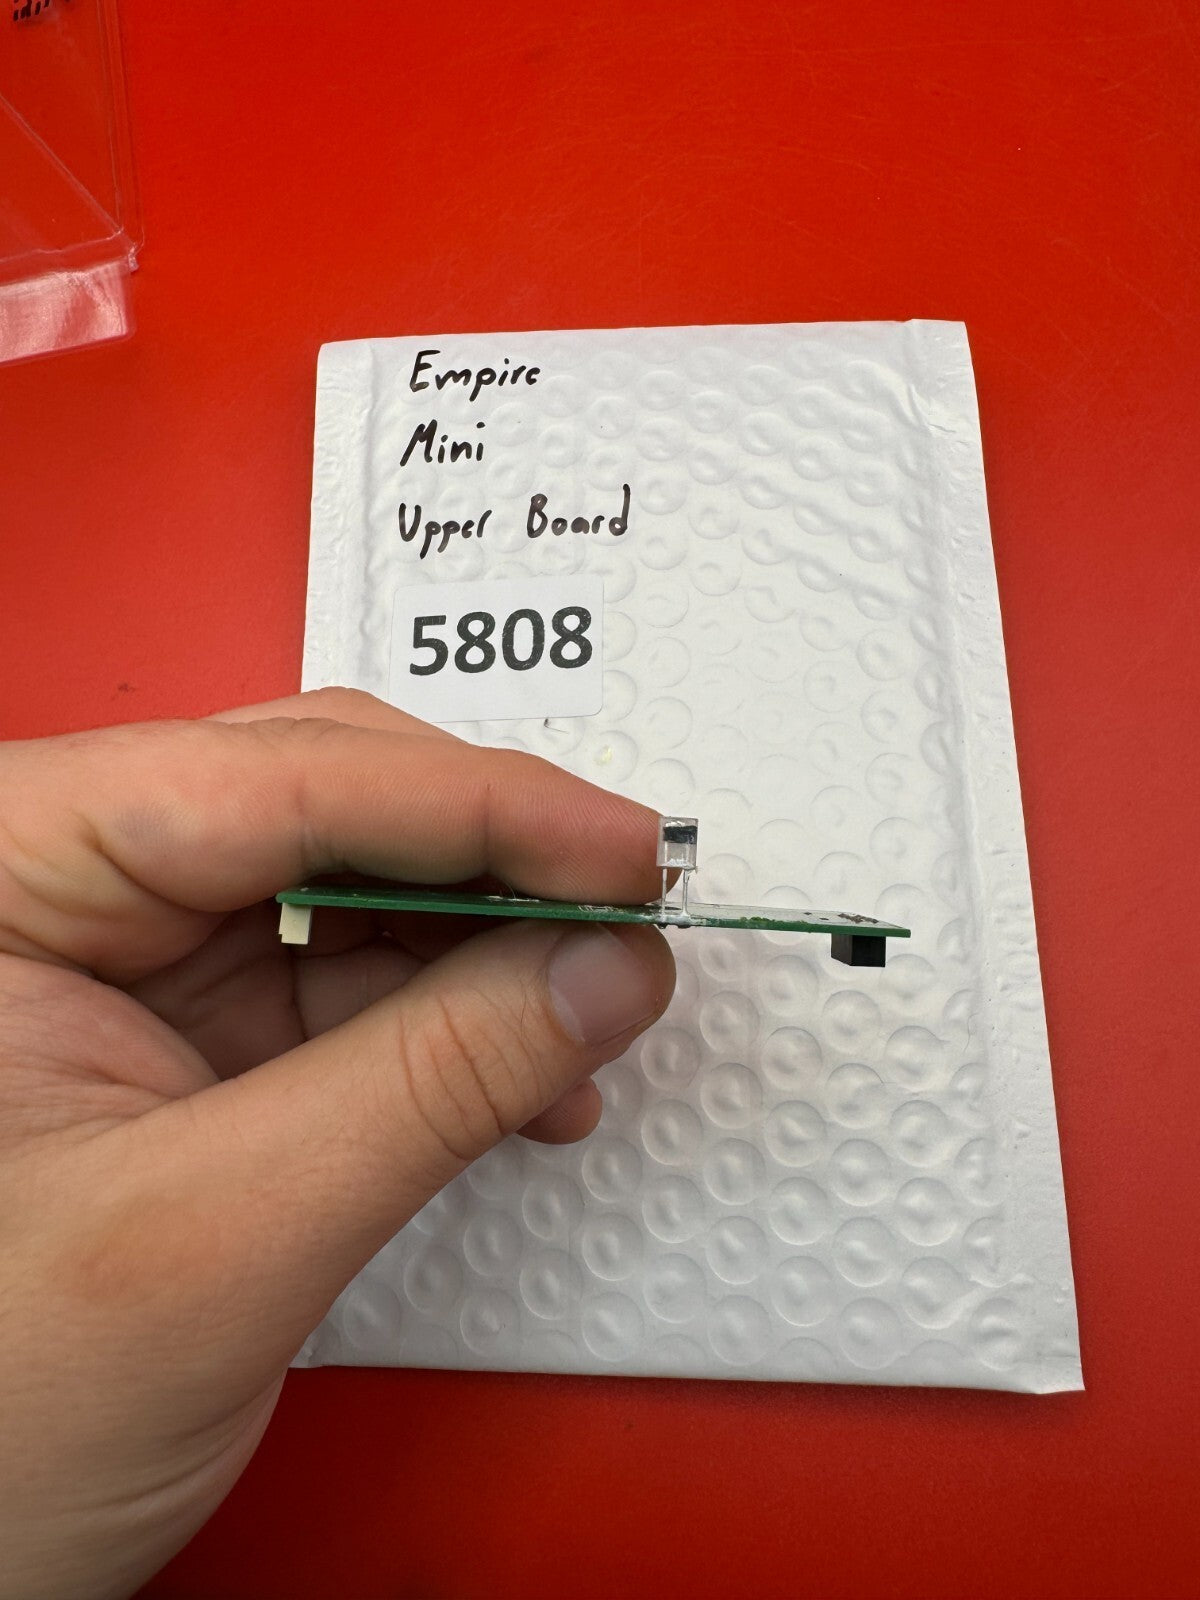 Empire
Mini
Upper Board
5808